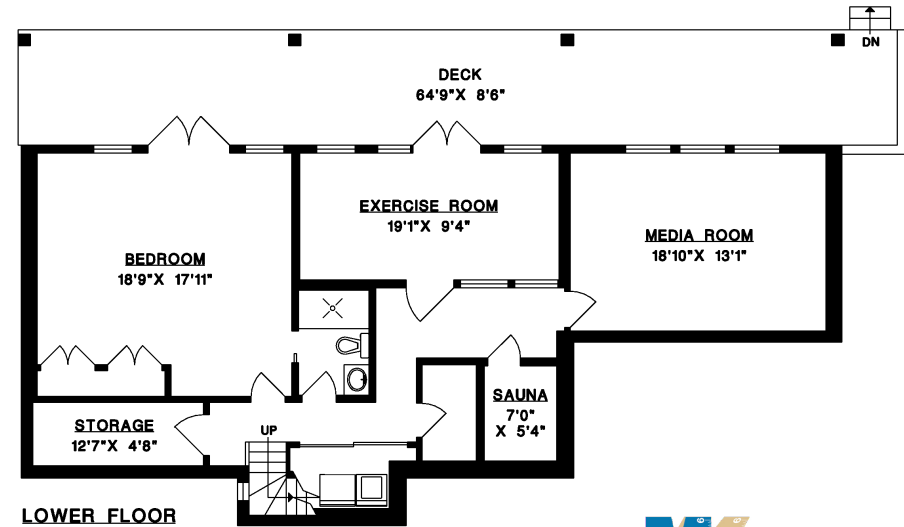 DN
DECK
64'9"X 8'6"
EXERCISE ROOM
19'1"X 9'4"
MEDIA ROOM
18'10"X 13'1"
BEDROOM
18'9"X 17'11"
SAUNA
7'0"
X 5'4"
STORAGE
12'7"X 4'8"
UP
LOWER FLOOR